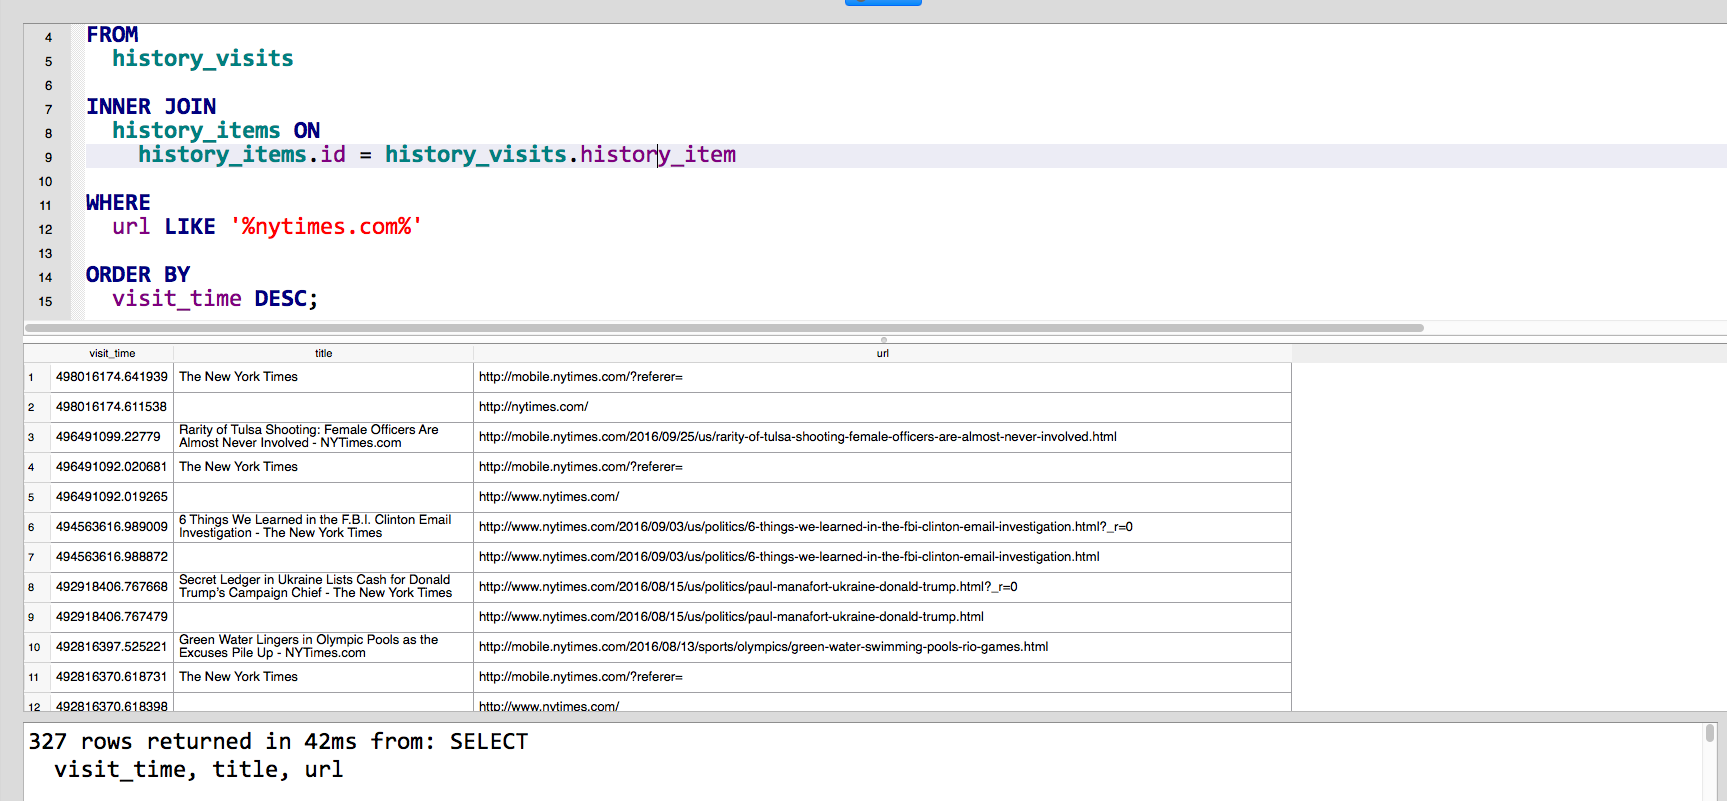 4 FROM
5 history_visits
6
7 INNER JOIN
8 history_items ON
9 history_items.id = history_visits.history_item
10
11 WHERE
12 url LIKE '%nytimes.com%'
13
14 ORDER BY
15 visit_time DESC;
visit_time title url
1 498016174.641939 The New York Times http://mobile.nytimes.com/?referer=
2 498016174.611538 http://nytimes.com/
3 496491099.22779 Rarity of Tulsa Shooting: Female Officers Are
Almost Never Involved - NYTimes.com http://mobile.nytimes.com/2016/09/25/us/rarity-of-tulsa-shooting-female-officers-are-almost-never-involved.html
4 496491092.020681 The New York Times http://mobile.nytimes.com/?referer=
5 496491092.019265 http://www.nytimes.com/
6 494563616.989009 6 Things We Learned in the F.B.I. Clinton Email
Investigation - The New York Times http://www.nytimes.com/2016/09/03/us/politics/6-things-we-learned-in-the-fbi-clinton-email-investigation.html?_r=0
7 494563616.988872 http://www.nytimes.com/2016/09/03/us/politics/6-things-we-learned-in-the-fbi-clinton-email-investigation.html
8 492918406.767668 Secret Ledger in Ukraine Lists Cash for Donald
Trump's Campaign Chief - The New York Times http://www.nytimes.com/2016/08/15/us/politics/paul-manafort-ukraine-donald-trump.html?_r=0
9 492918406.767479 http://www.nytimes.com/2016/08/15/us/politics/paul-manafort-ukraine-donald-trump.html
10 492816397.525221 Green Water Lingers in Olympic Pools as the
Excuses Pile Up - NYTimes.com http://mobile.nytimes.com/2016/08/13/sports/olympics/green-water-swimming-pools-rio-games.html
11 492816370.618731 The New York Times http://mobile.nytimes.com/?referer=
12 492816370.618398 http://www.nytimes.com/
327 rows returned in 42ms from: SELECT
visit_time, title, url